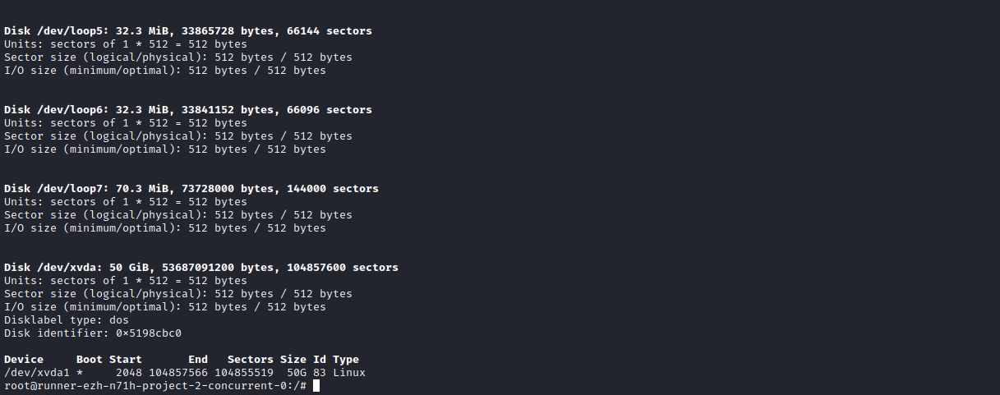 Disk /dev/loop5: 32.3 MiB, 33865728 bytes, 66144 sectors
Units: sectors of 1 * 512 = 512 bytes
Sector size (logical/physical): 512 bytes / 512 bytes
I/O size (minimum/optimal): 512 bytes / 512 bytes
Disk /dev/loop6: 32.3 MiB, 33841152 bytes, 66096 sectors
Units: sectors of 1 * 512 = 512 bytes
Sector size (logical/physical): 512 bytes / 512 bytes
I/O size (minimum/optimal): 512 bytes / 512 bytes
Disk /dev/loop7: 70.3 MiB, 73728000 bytes, 144000 sectors
Units: sectors of 1 * 512 = 512 bytes
Sector size (logical/physical): 512 bytes / 512 bytes
I/O size (minimum/optimal): 512 bytes / 512 bytes
Disk /dev/xvda: 50 GiB, 53687091200 bytes, 104857600 sectors
Units: sectors of 1 * 512 = 512 bytes
Sector size (logical/physical): 512 bytes / 512 bytes
I/O size (minimum/optimal): 512 bytes / 512 bytes
Disklabel type: dos
Disk identifier: 0x5198cbc0
Device     Boot Start       End   Sectors Size Id Type
/dev/xvda1 *     2048 104857566 104855519  50G 83 Linux
root@runner-ezh-n71h-project-2-concurrent-0:/#